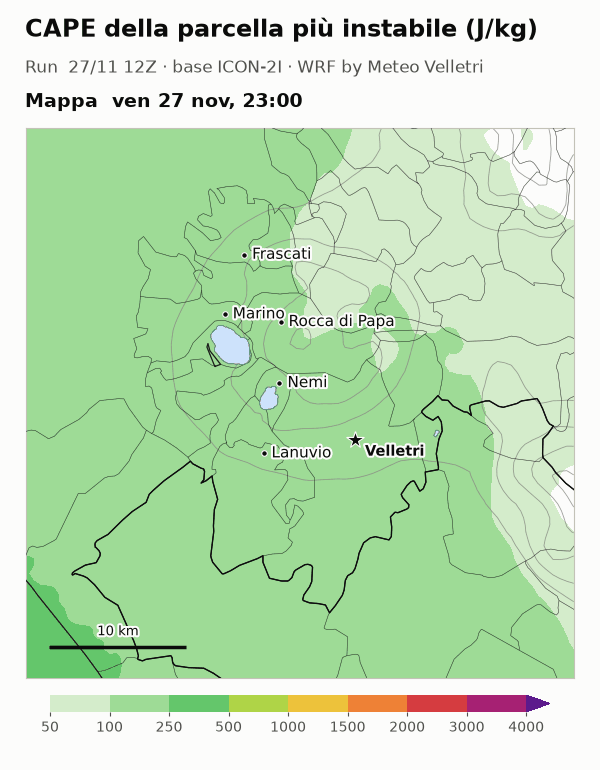 CAPE della parcella più instabile (J/kg)
Run  27/11 12Z · base ICON-2I · WRF by Meteo Velletri
Mappa  ven 27 nov, 23:00
Frascati
Marino
Rocca di Papa
Nemi
Velletri
Lanuvio
10 km
50 100 250 500 1000 1500 2000 3000 4000